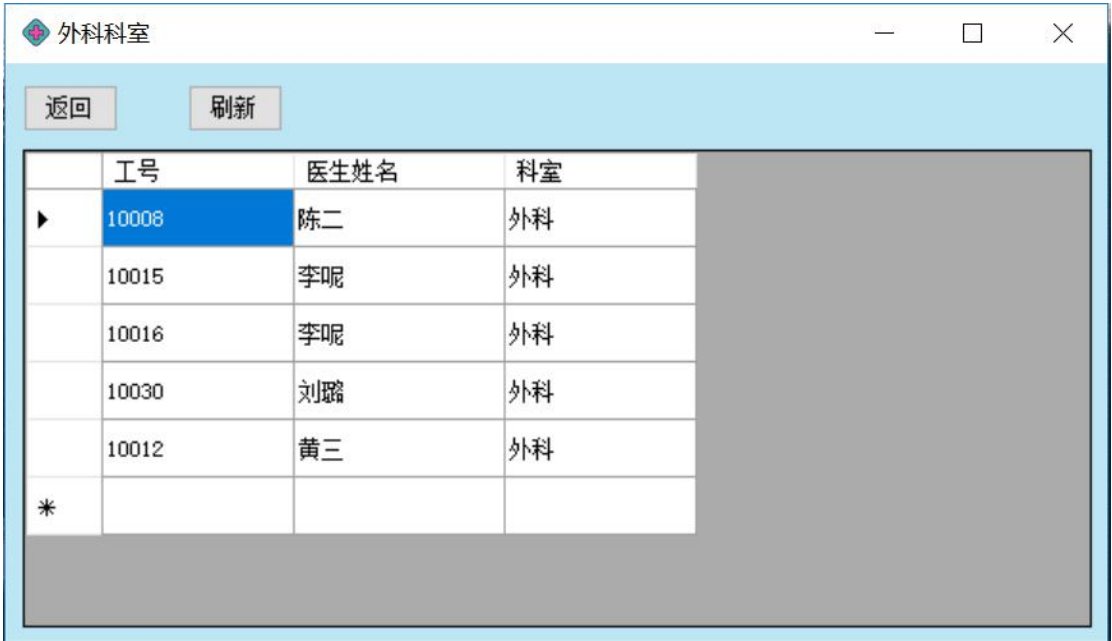 外科科室
返回 刷新
工号 医生姓名 科室
10008 陈二 外科
10015 李呢 外科
10016 李呢 外科
10030 刘璐 外科
10012 黄三 外科